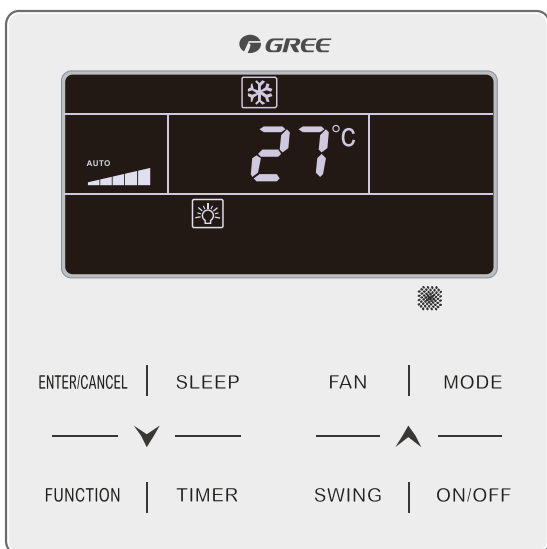 GREE
27°C
AUTO
ENTER/CANCEL SLEEP FAN MODE
FUNCTION TIMER SWING ON/OFF